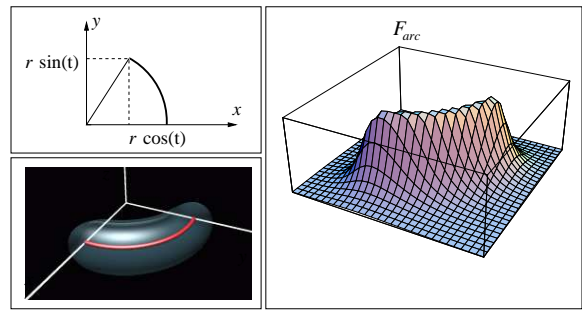 y
r sin(t)
x
r cos(t)
F_arc